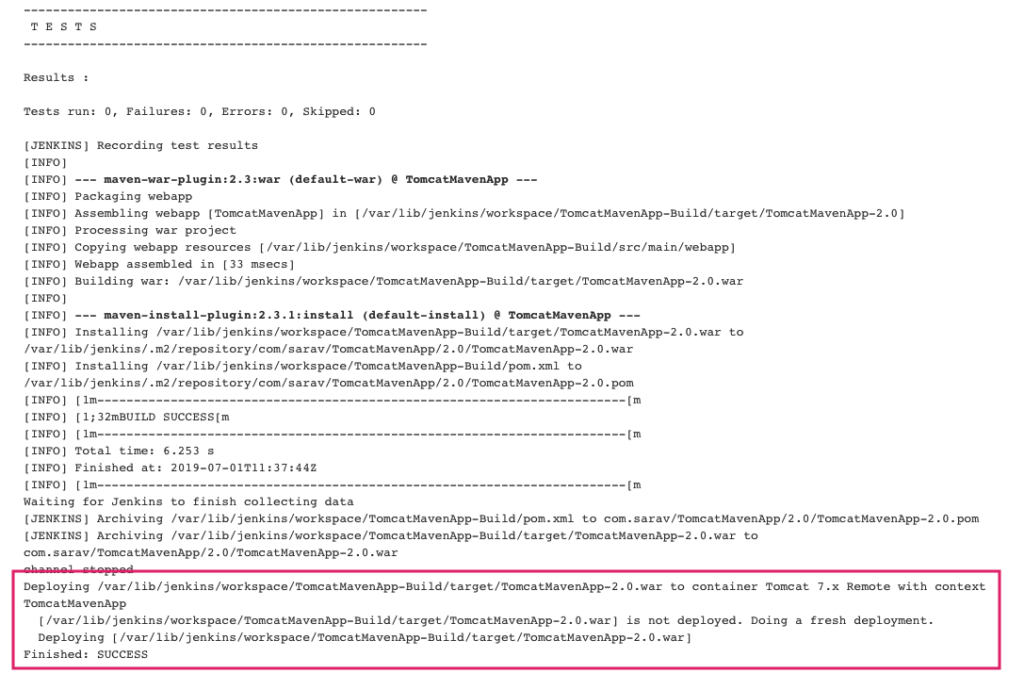 -------------------------------------------------------
T E S T S
-------------------------------------------------------
Results :
Tests run: 0, Failures: 0, Errors: 0, Skipped: 0
[JENKINS] Recording test results
[INFO]
[INFO] --- maven-war-plugin:2.3:war (default-war) @ TomcatMavenApp ---
[INFO] Packaging webapp
[INFO] Assembling webapp [TomcatMavenApp] in [/var/lib/jenkins/workspace/TomcatMavenApp-Build/target/TomcatMavenApp-2.0]
[INFO] Processing war project
[INFO] Copying webapp resources [/var/lib/jenkins/workspace/TomcatMavenApp-Build/src/main/webapp]
[INFO] Webapp assembled in [33 msecs]
[INFO] Building war: /var/lib/jenkins/workspace/TomcatMavenApp-Build/target/TomcatMavenApp-2.0.war
[INFO]
[INFO] --- maven-install-plugin:2.3.1:install (default-install) @ TomcatMavenApp ---
[INFO] Installing /var/lib/jenkins/workspace/TomcatMavenApp-Build/target/TomcatMavenApp-2.0.war to
/var/lib/jenkins/.m2/repository/com/sarav/TomcatMavenApp/2.0/TomcatMavenApp-2.0.war
[INFO] Installing /var/lib/jenkins/workspace/TomcatMavenApp-Build/pom.xml to
/var/lib/jenkins/.m2/repository/com/sarav/TomcatMavenApp/2.0/TomcatMavenApp-2.0.pom
[INFO] [1m------------------------------------------------------------------------[m
[INFO] [1;32mBUILD SUCCESS[m
[INFO] [1m------------------------------------------------------------------------[m
[INFO] Total time: 6.253 s
[INFO] Finished at: 2019-07-01T11:37:44Z
[INFO] [1m------------------------------------------------------------------------[m
Waiting for Jenkins to finish collecting data
[JENKINS] Archiving /var/lib/jenkins/workspace/TomcatMavenApp-Build/pom.xml to com.sarav/TomcatMavenApp/2.0/TomcatMavenApp-2.0.pom
[JENKINS] Archiving /var/lib/jenkins/workspace/TomcatMavenApp-Build/target/TomcatMavenApp-2.0.war to
com.sarav/TomcatMavenApp/2.0/TomcatMavenApp-2.0.war
channel stopped
Deploying /var/lib/jenkins/workspace/TomcatMavenApp-Build/target/TomcatMavenApp-2.0.war to container Tomcat 7.x Remote with context
TomcatMavenApp
[/var/lib/jenkins/workspace/TomcatMavenApp-Build/target/TomcatMavenApp-2.0.war] is not deployed. Doing a fresh deployment.
Deploying [/var/lib/jenkins/workspace/TomcatMavenApp-Build/target/TomcatMavenApp-2.0.war]
Finished: SUCCESS